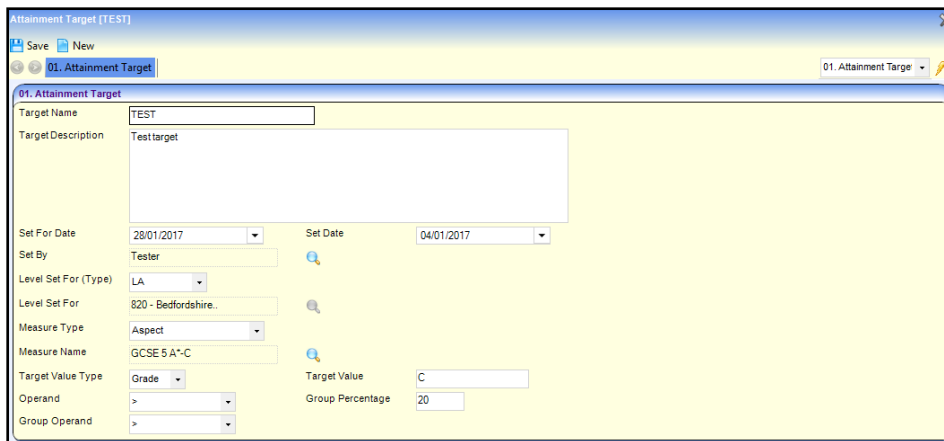 Attainment Target [TEST]
Save New
01. Attainment Target 01. Attainment Targe
01. Attainment Target
Target Name TEST
Target Description Test target
Set For Date 28/01/2017 Set Date 04/01/2017
Set By Tester
Level Set For (Type) LA
Level Set For 820 - Bedfordshire..
Measure Type Aspect
Measure Name GCSE 5 A*-C
Target Value Type Grade Target Value C
Operand > Group Percentage 20
Group Operand >